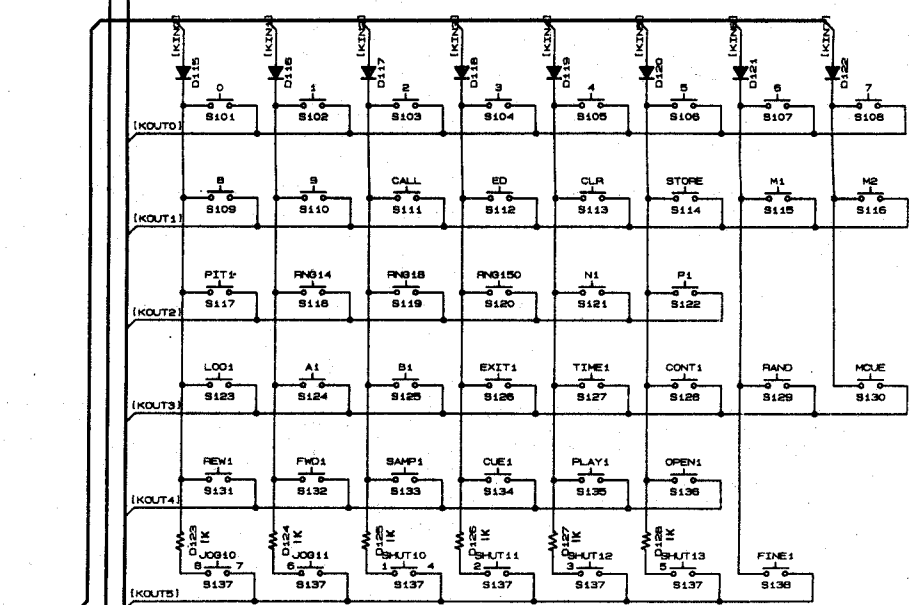 [KIN0] [KIN1] [KIN2] [KIN3] [KIN4] [KIN5] [KIN6] [KIN7]
D115 D116 D117 D118 D119 D120 D121 D122
0 1 2 3 4 5 6 7
S101 S102 S103 S104 S105 S106 S107 S108
[KOUT0]
8 9 CALL ED CLR STORE M1 M2
S109 S110 S111 S112 S113 S114 S115 S116
[KOUT1]
PIT1 RNG14 RNG18 RNG150 N1 P1
S117 S118 S119 S120 S121 S122
[KOUT2]
LOO1 A1 B1 EXIT1 TIME1 CONT1 RAND MCUE
S123 S124 S125 S126 S127 S128 S129 S130
[KOUT3]
REW1 FWD1 SAMP1 CUE1 PLAY1 OPEN1
S131 S132 S133 S134 S135 S136
[KOUT4]
D123 1K D124 1K D125 1K D126 1K D127 1K D128 1K
JOG10 JOG11 SHUT10 SHUT11 SHUT12 SHUT13 FINE1
8 7 6 1 4 2 3 5
S137 S137 S137 S137 S137 S137 S138
[KOUT5]